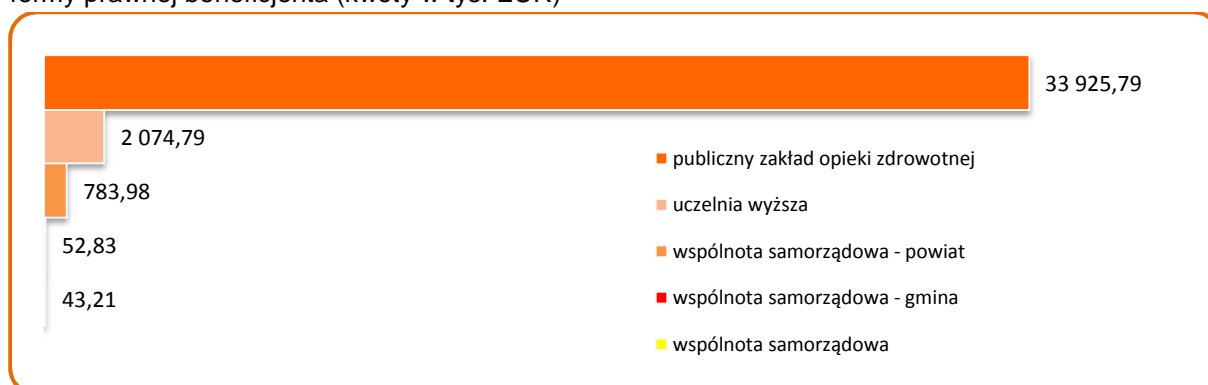 formy prawnej beneficjenta (kwoty w tys. EUR)
33 925,79
2 074,79
783,98
52,83
43,21
publiczny zakład opieki zdrowotnej
uczelnia wyższa
wspólnota samorządowa - powiat
wspólnota samorządowa - gmina
wspólnota samorządowa